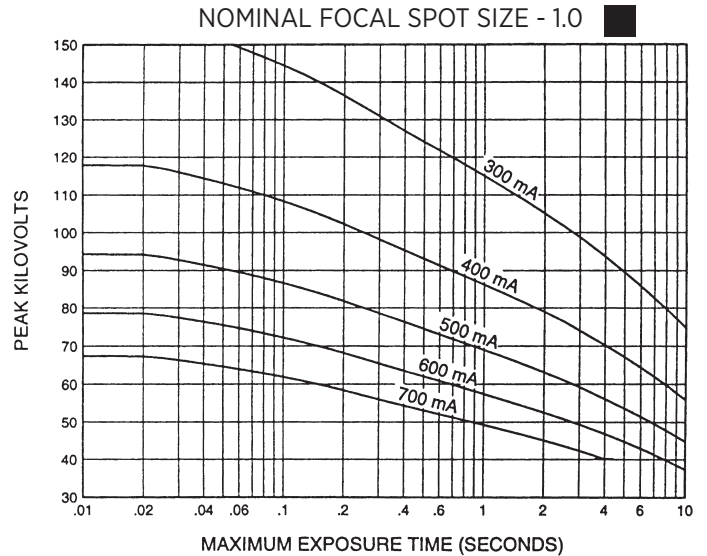 NOMINAL FOCAL SPOT SIZE - 1.0
150
140
130
120
110
100
90
80
70
60
50
40
30
PEAK KILOVOLTS
300 mA
400 mA
500 mA
600 mA
700 mA
.01 .02 .04 .06 .1 .2 .4 .6 1 2 4 6 10
MAXIMUM EXPOSURE TIME (SECONDS)